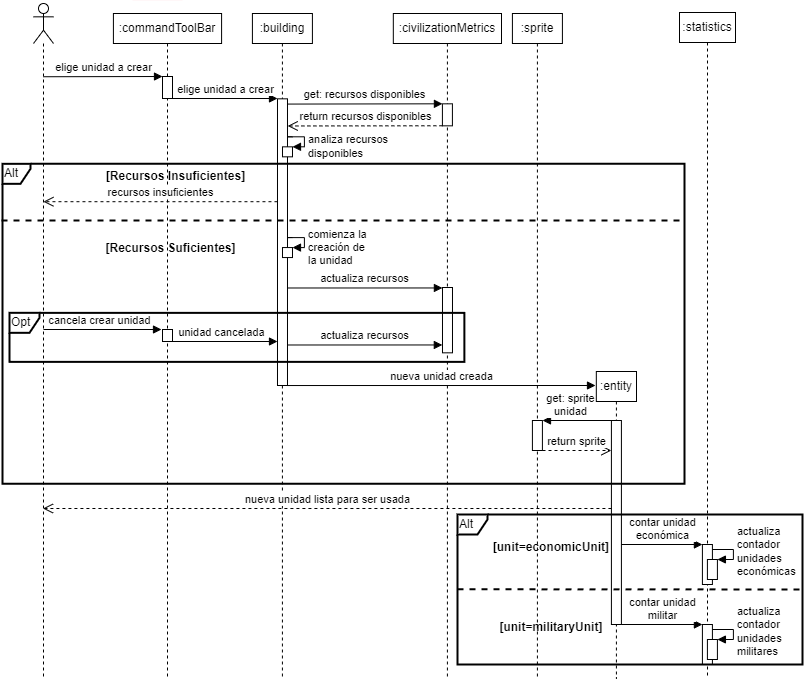 :commandToolBar
:building
:civilizationMetrics
:sprite
:statistics
elige unidad a crear
elige unidad a crear
get: recursos disponibles
return recursos disponibles
analiza recursos
disponibles
Alt
[Recursos Insuficientes]
recursos insuficientes
[Recursos Suficientes]
comienza la
creación de
la unidad
actualiza recursos
Opt
cancela crear unidad
unidad cancelada
actualiza recursos
nueva unidad creada
:entity
get: sprite
unidad
return sprite
nueva unidad lista para ser usada
Alt
[unit=economicUnit]
contar unidad
económica
actualiza
contador
unidades
económicas
[unit=militaryUnit]
contar unidad
militar
actualiza
contador
unidades
militares